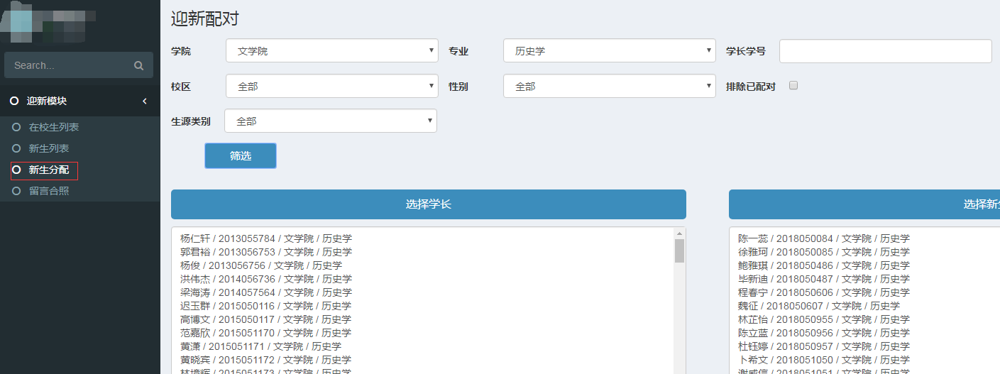 迎新配对
Search...
迎新模块
在校生列表
新生列表
新生分配
留言合照
学院 文学院 专业 历史学 学长学号
校区 全部 性别 全部 排除已配对
生源类别 全部
筛选
选择学长
杨仁轩 / 2013055784 / 文学院 / 历史学
郭君裕 / 2013056753 / 文学院 / 历史学
杨俊 / 2013056756 / 文学院 / 历史学
洪伟杰 / 2014056736 / 文学院 / 历史学
梁海涛 / 2014057564 / 文学院 / 历史学
迟玉群 / 2015050116 / 文学院 / 历史学
高博文 / 2015050117 / 文学院 / 历史学
范嘉欣 / 2015051170 / 文学院 / 历史学
黄潇 / 2015051171 / 文学院 / 历史学
黄晓宾 / 2015051172 / 文学院 / 历史学
/ 2015051173 / 文学院 / 历史学
选择新
陈一蕊 / 2018050084 / 文学院 / 历史学
徐雅珂 / 2018050085 / 文学院 / 历史学
鲍雅琪 / 2018050486 / 文学院 / 历史学
毕新迪 / 2018050487 / 文学院 / 历史学
程春宁 / 2018050606 / 文学院 / 历史学
魏征 / 2018050607 / 文学院 / 历史学
林芷怡 / 2018050955 / 文学院 / 历史学
陈立蓝 / 2018050956 / 文学院 / 历史学
杜钰婷 / 2018050957 / 文学院 / 历史学
卜希文 / 2018051050 / 文学院 / 历史学
/ 2018051051 / 文学院 / 历史学